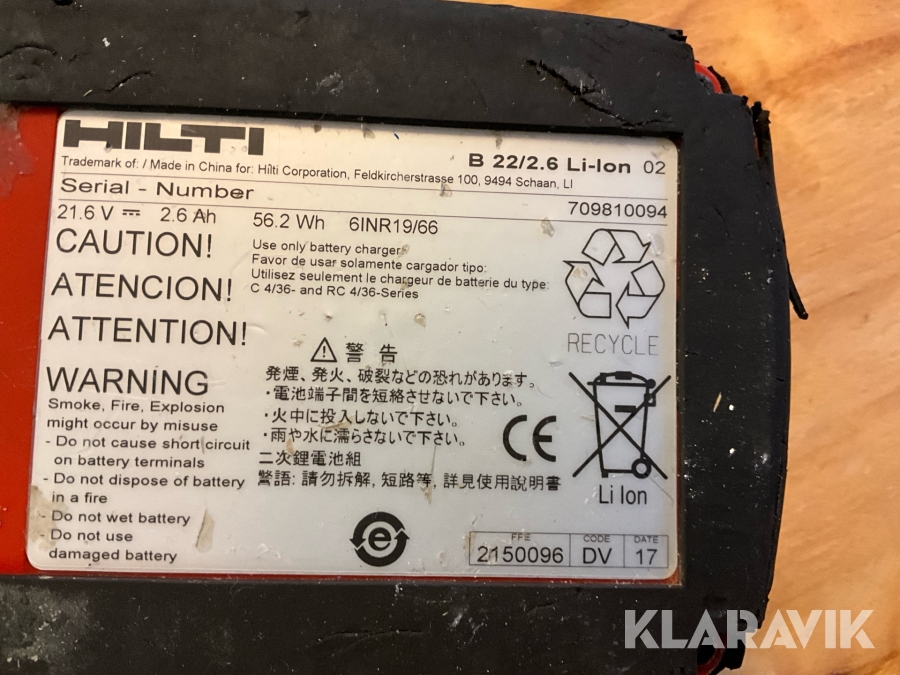 HILTI
B 22/2.6 Li-Ion 02
Trademark of: / Made in China for: Hilti Corporation, Feldkircherstrasse 100, 9494 Schaan, LI
Serial - Number
709810094
21.6 V ⎓ 2.6 Ah 56.2 Wh 6INR19/66
CAUTION!
ATENCION!
ATTENTION!
Use only battery charger
Favor de usar solamente cargador tipo:
Utilisez seulement le chargeur de batterie du type:
C 4/36- and RC 4/36-Series
RECYCLE
WARNING
Smoke, Fire, Explosion
might occur by misuse
- Do not cause short circuit
on battery terminals
- Do not dispose of battery
in a fire
- Do not wet battery
- Do not use
damaged battery
警告
発煙、発火、破裂などの恐れがあります。
・電池端子間を短絡させないで下さい。
・火中に投入しないで下さい。
・雨や水に濡らさないで下さい。
二次鋰電池組
警語: 請勿拆解, 短路等, 詳見使用說明書
CE
Li Ion
e
FFE CODE DATE
2150096 DV 17
KLARAVIK